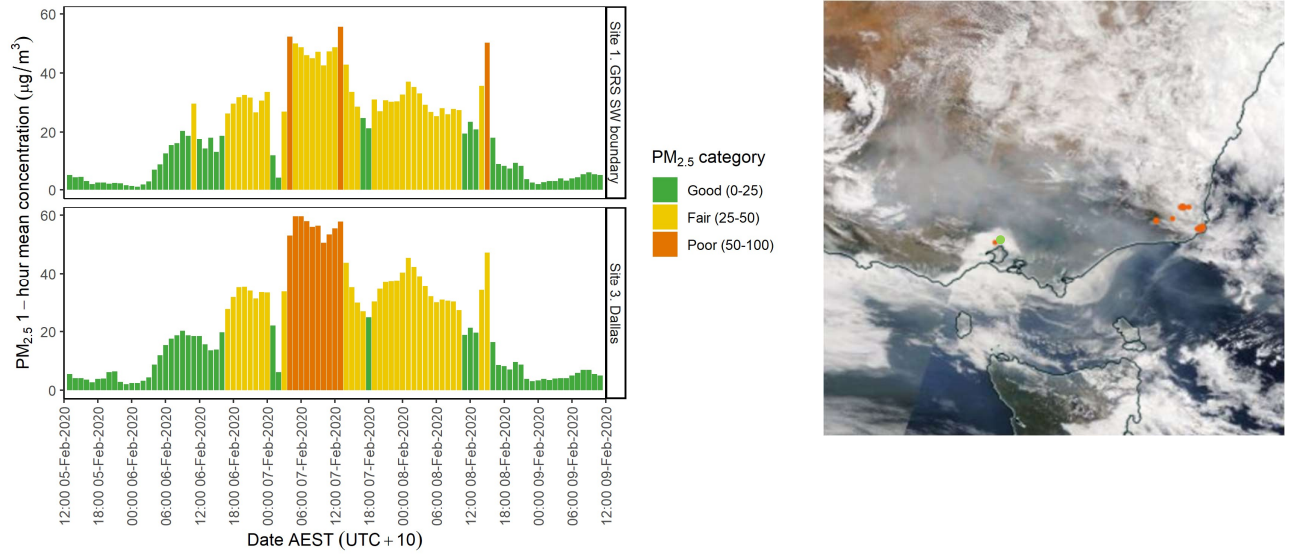 PM2.5 1 – hour mean concentration (μg/m³)
60
40
20
0
Site 1. GRS SW boundary
60
40
20
0
Site 3. Dallas
12:00 05-Feb-2020
18:00 05-Feb-2020
00:00 06-Feb-2020
06:00 06-Feb-2020
12:00 06-Feb-2020
18:00 06-Feb-2020
00:00 07-Feb-2020
06:00 07-Feb-2020
12:00 07-Feb-2020
18:00 07-Feb-2020
00:00 08-Feb-2020
06:00 08-Feb-2020
12:00 08-Feb-2020
18:00 08-Feb-2020
00:00 09-Feb-2020
06:00 09-Feb-2020
12:00 09-Feb-2020
Date AEST (UTC + 10)
PM2.5 category
Good (0-25)
Fair (25-50)
Poor (50-100)